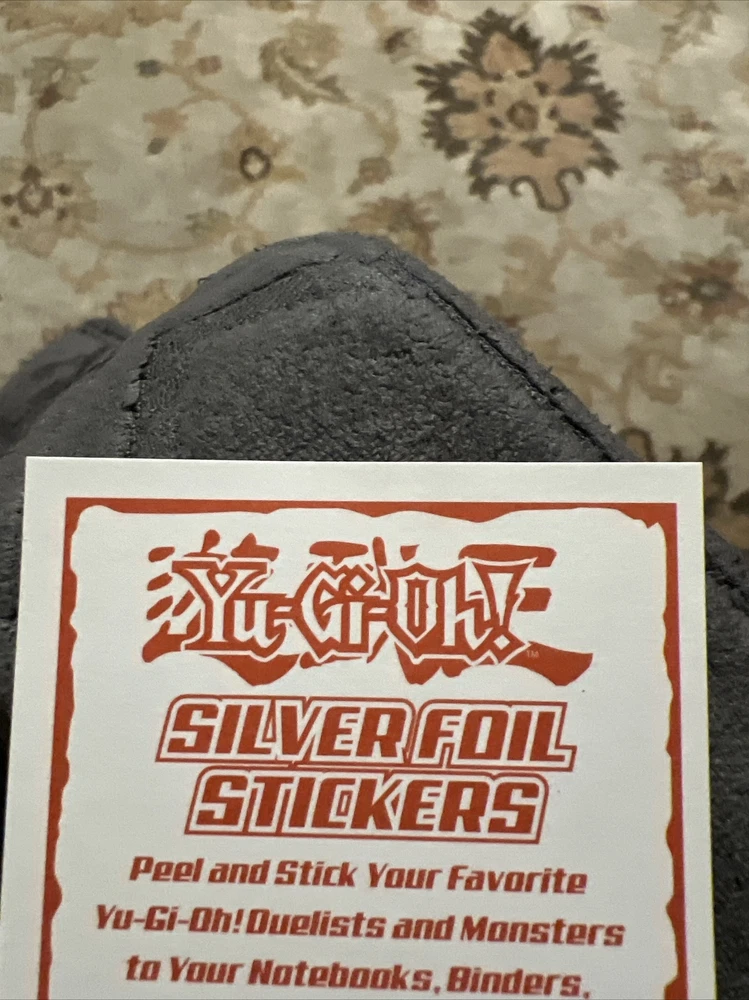 Yu-Gi-Oh!™
SILVER FOIL
STICKERS
Peel and Stick Your Favorite
Yu-Gi-Oh! Duelists and Monsters
to Your Notebooks, Binders,